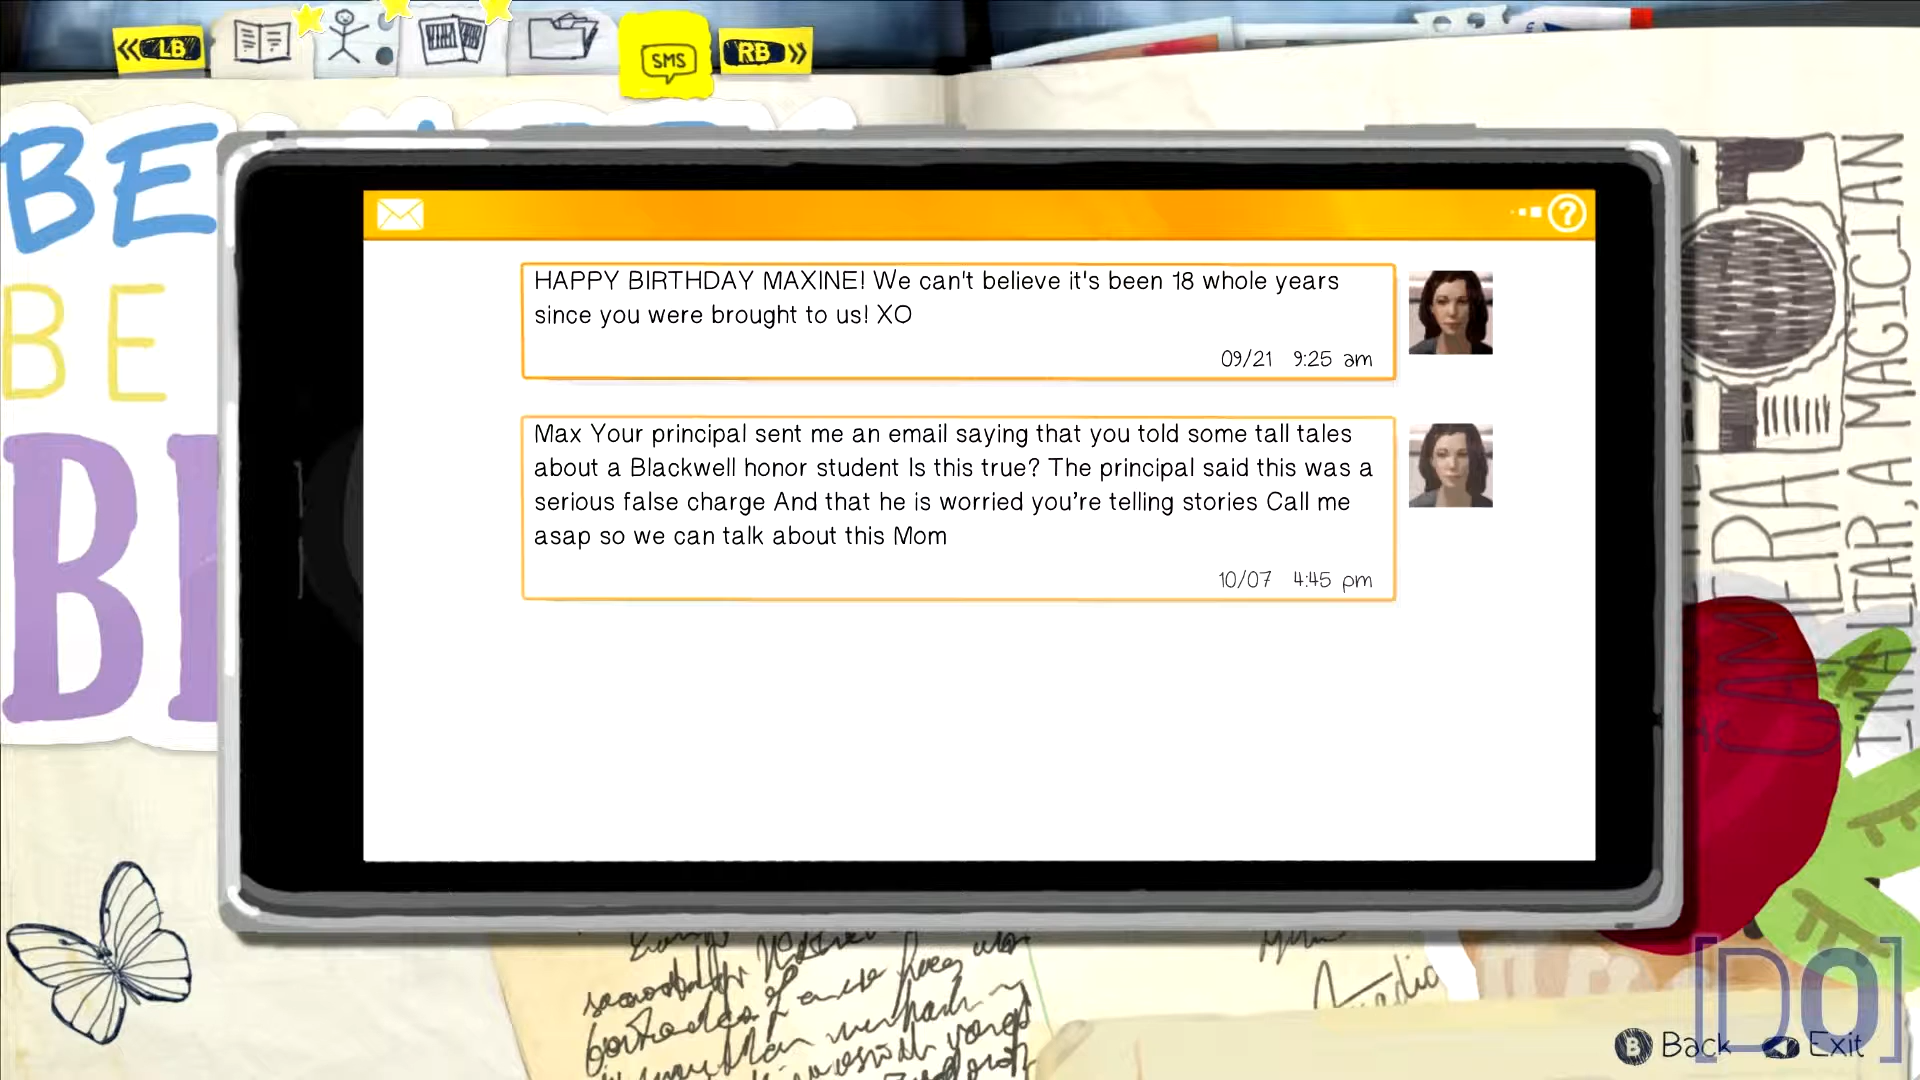 LB
SMS
RB
BE
BE
HAPPY BIRTHDAY MAXINE! We can't believe it's been 18 whole years
since you were brought to us! XO
09/21 9:25 am
Max Your principal sent me an email saying that you told some tall tales
about a Blackwell honor student Is this true? The principal said this was a
serious false charge And that he is worried you're telling stories Call me
asap so we can talk about this Mom
10/07 4:45 pm
CAMERA
I'M A LIAR, A MAGICIAN
[DO]
B Back
Exit